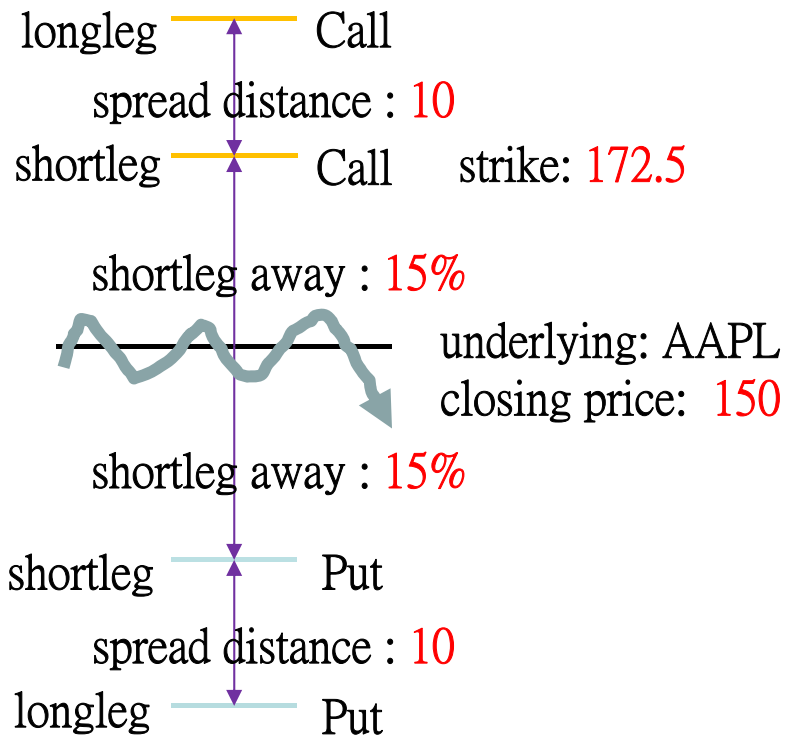 longleg Call
spread distance : 10
shortleg Call strike: 172.5
shortleg away : 15%
underlying: AAPL
closing price: 150
shortleg away : 15%
shortleg Put
spread distance : 10
longleg Put